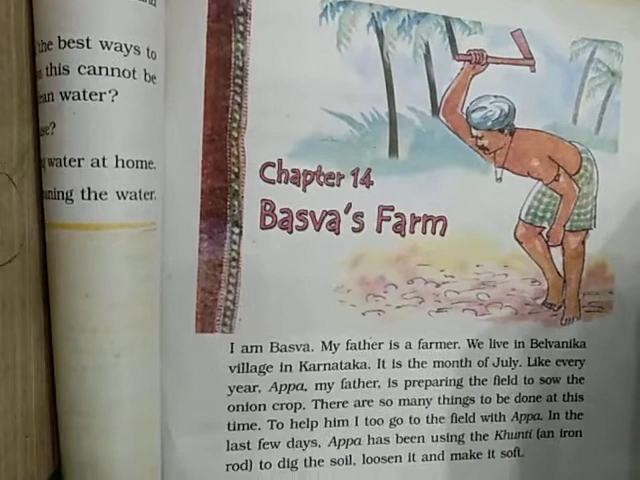 the best ways to
this cannot be
water?
water at home.
the water.
Chapter 14
Basva's Farm
I am Basva. My father is a farmer. We live in Belvanika
village in Karnataka. It is the month of July. Like every
year, Appa, my father, is preparing the field to sow the
onion crop. There are so many things to be done at this
time. To help him I too go to the field with Appa. In the
last few days, Appa has been using the Khunti (an iron
rod) to dig the soil, loosen it and make it soft.